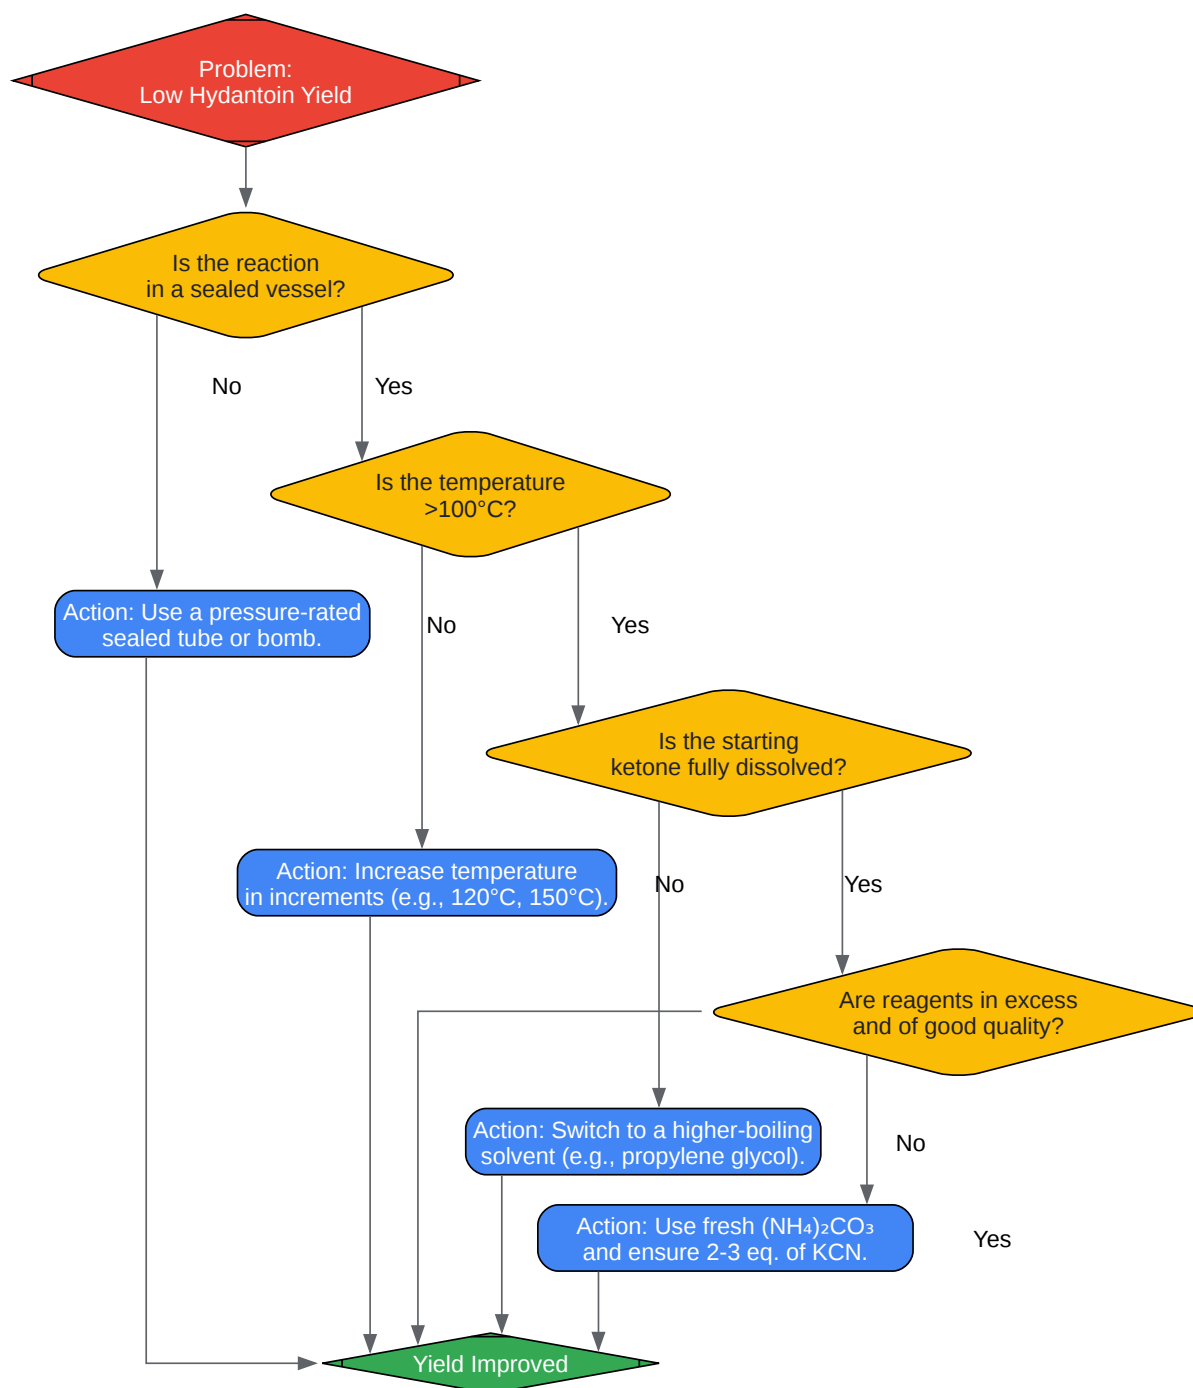 Problem:
Low Hydantoin Yield
Is the reaction
in a sealed vessel?
No
Yes
Is the temperature
>100°C?
Action: Use a pressure-rated
sealed tube or bomb.
No
Yes
Is the starting
ketone fully dissolved?
Action: Increase temperature
in increments (e.g., 120°C, 150°C).
No
Yes
Are reagents in excess
and of good quality?
Action: Switch to a higher-boiling
solvent (e.g., propylene glycol).
No
Action: Use fresh (NH₄)₂CO₃
and ensure 2-3 eq. of KCN.
Yes
Yield Improved